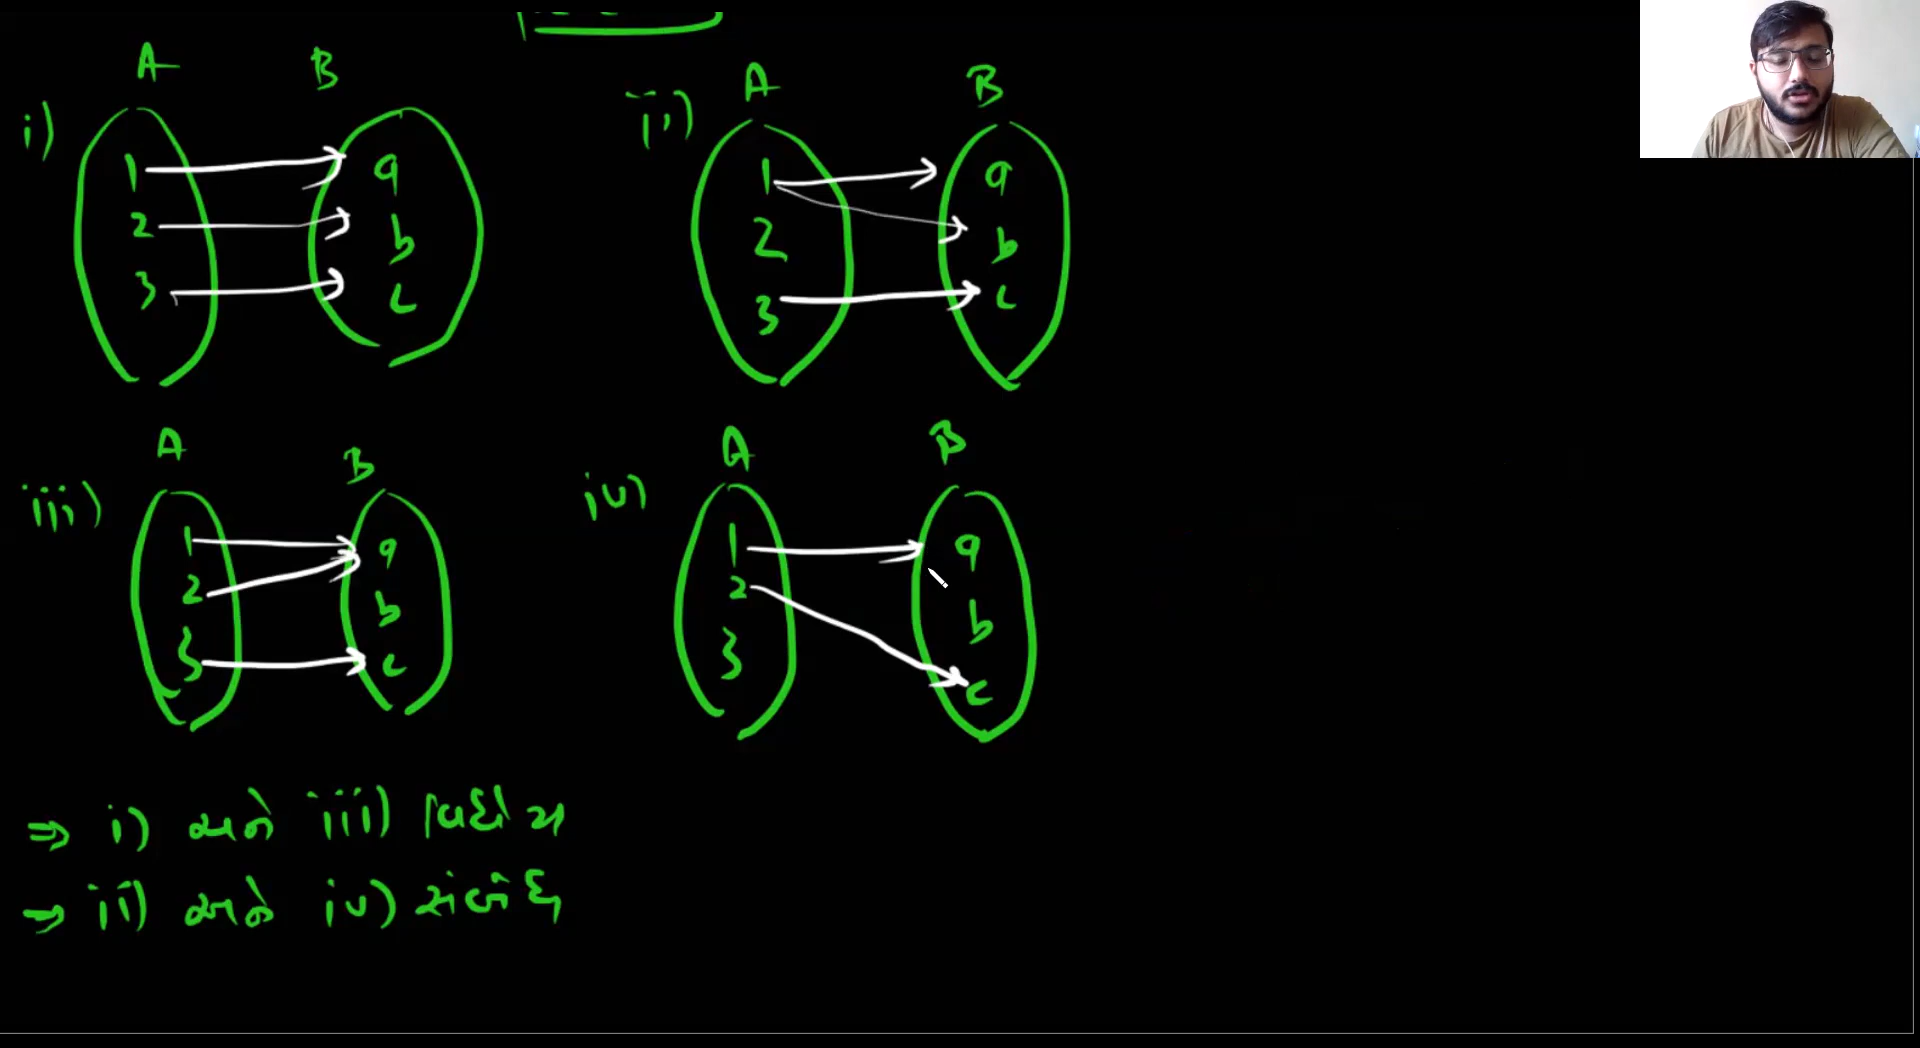 A B
i)
1 a
2 b
3 c
A B
ii)
1 a
2 b
3 c
A B
iii)
1 a
2 b
3 c
A B
iv)
1 a
2 b
3 c
⇒ i) અને iii) વિધેય
⇒ ii) અને iv) સંબંધ